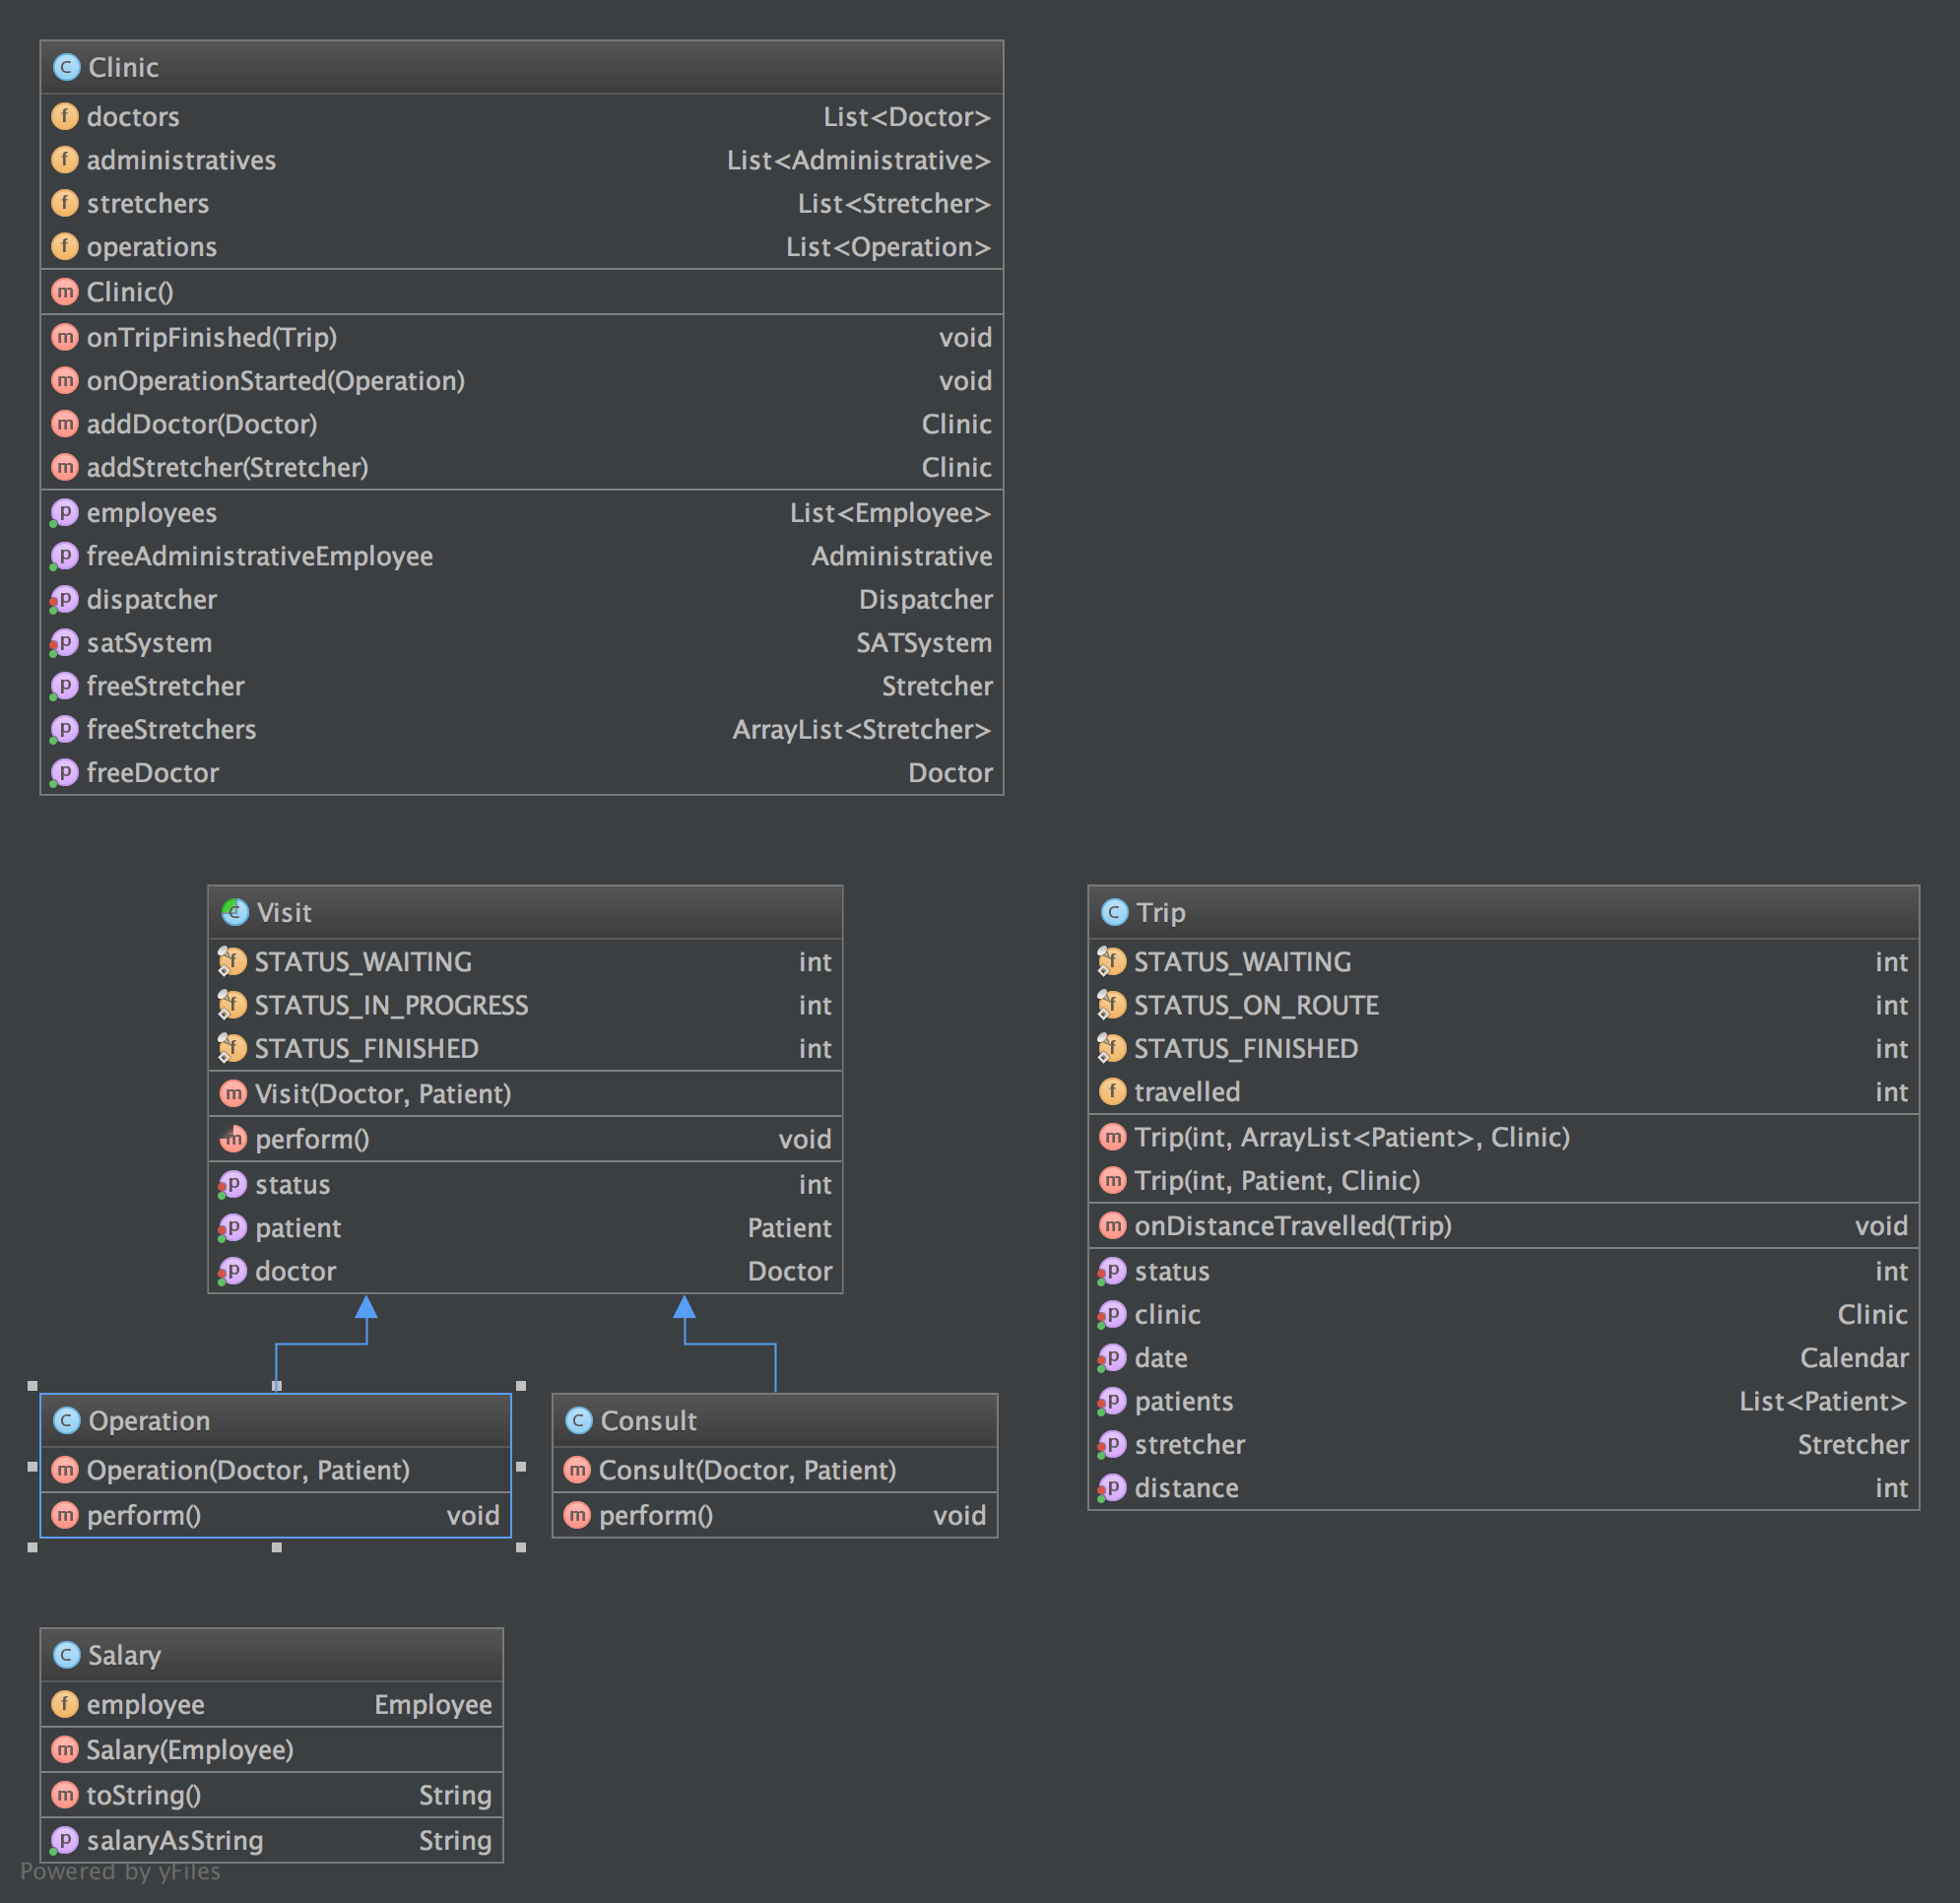 Clinic
doctors List<Doctor>
administratives List<Administrative>
stretchers List<Stretcher>
operations List<Operation>
Clinic()
onTripFinished(Trip) void
onOperationStarted(Operation) void
addDoctor(Doctor) Clinic
addStretcher(Stretcher) Clinic
employees List<Employee>
freeAdministrativeEmployee Administrative
dispatcher Dispatcher
satSystem SATSystem
freeStretcher Stretcher
freeStretchers ArrayList<Stretcher>
freeDoctor Doctor
Visit
STATUS_WAITING int
STATUS_IN_PROGRESS int
STATUS_FINISHED int
Visit(Doctor, Patient)
perform() void
status int
patient Patient
doctor Doctor
Trip
STATUS_WAITING int
STATUS_ON_ROUTE int
STATUS_FINISHED int
travelled int
Trip(int, ArrayList<Patient>, Clinic)
Trip(int, Patient, Clinic)
onDistanceTravelled(Trip) void
status int
clinic Clinic
date Calendar
patients List<Patient>
stretcher Stretcher
distance int
Operation
Operation(Doctor, Patient)
perform() void
Consult
Consult(Doctor, Patient)
perform() void
Salary
employee Employee
Salary(Employee)
toString() String
salaryAsString String
Powered by yFiles